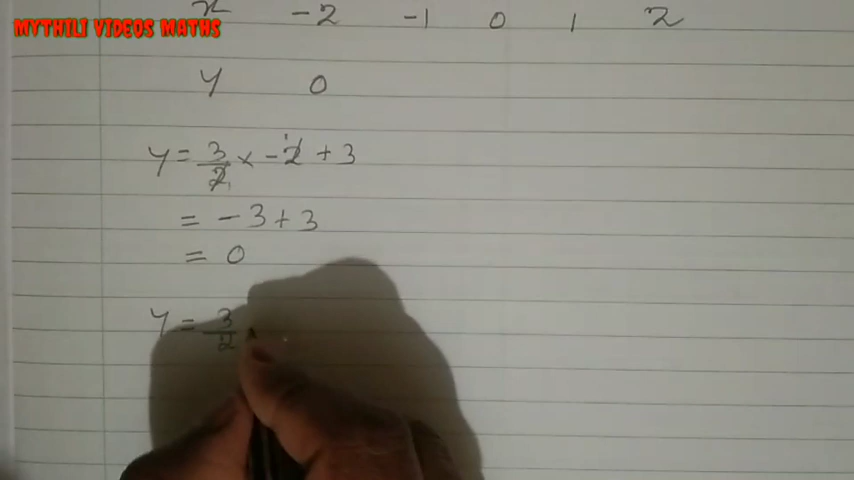 x -2 -1 0 1 2
MYTHILI VIDEOS MATHS
y 0
y = 3/2 x -2 + 3
= -3 + 3
= 0
y = 3/2